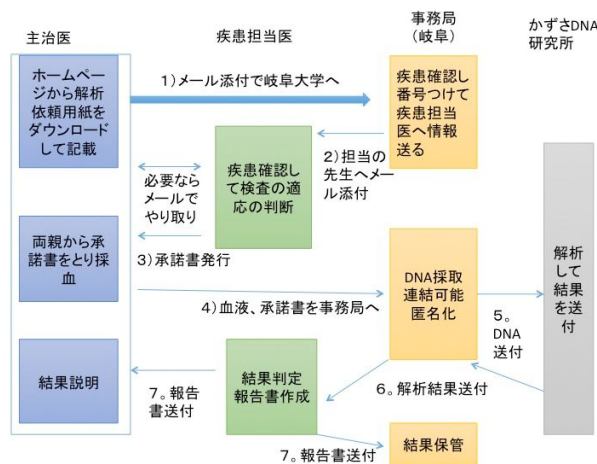 主治医
疾患担当医
事務局
(岐阜)
かずさDNA
研究所
ホームペー
ジから解析
依頼用紙を
ダウンロード
して記載
1)メール添付で岐阜大学へ
疾患確認し
番号つけて
疾患担当
医へ情報
送る
2)担当の
先生へメー
ル添付
疾患確認し
て検査の適
応の判断
必要なら
メールで
やり取り
3)承諾書発行
両親から承
諾書をとり採
血
4)血液、承諾書を事務局へ
DNA採取
連結可能
匿名化
5。
DNA
送付
解析して結果を送付
6。解析結果送付
結果判定
報告書作成
7。報告
書送付
結果説明
7。報告書送付
結果保管